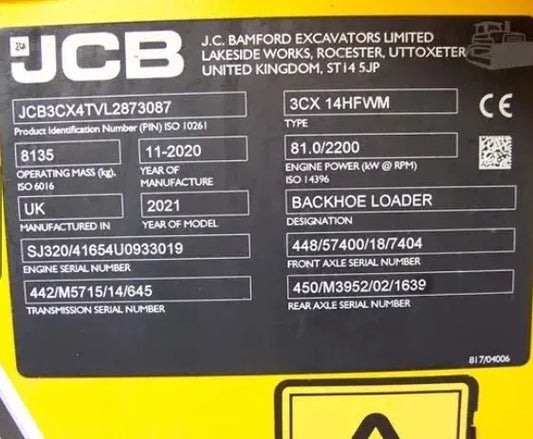 JCB
J.C. BAMFORD EXCAVATORS LIMITED
LAKESIDE WORKS, ROCESTER, UTTOXETER
UNITED KINGDOM, ST14 5JP
JCB3CX4TVL2873087
Product Identification Number (PIN) ISO 10261
3CX 14HFWM
TYPE
CE
8135
OPERATING MASS (kg),
ISO 6016
11-2020
YEAR OF
MANUFACTURE
81.0/2200
ENGINE POWER (kW @ RPM)
ISO 14396
UK
MANUFACTURED IN
2021
YEAR OF MODEL
BACKHOE LOADER
DESIGNATION
SJ320/41654U0933019
ENGINE SERIAL NUMBER
448/57400/18/7404
FRONT AXLE SERIAL NUMBER
442/M5715/14/645
TRANSMISSION SERIAL NUMBER
450/M3952/02/1639
REAR AXLE SERIAL NUMBER
817/04006